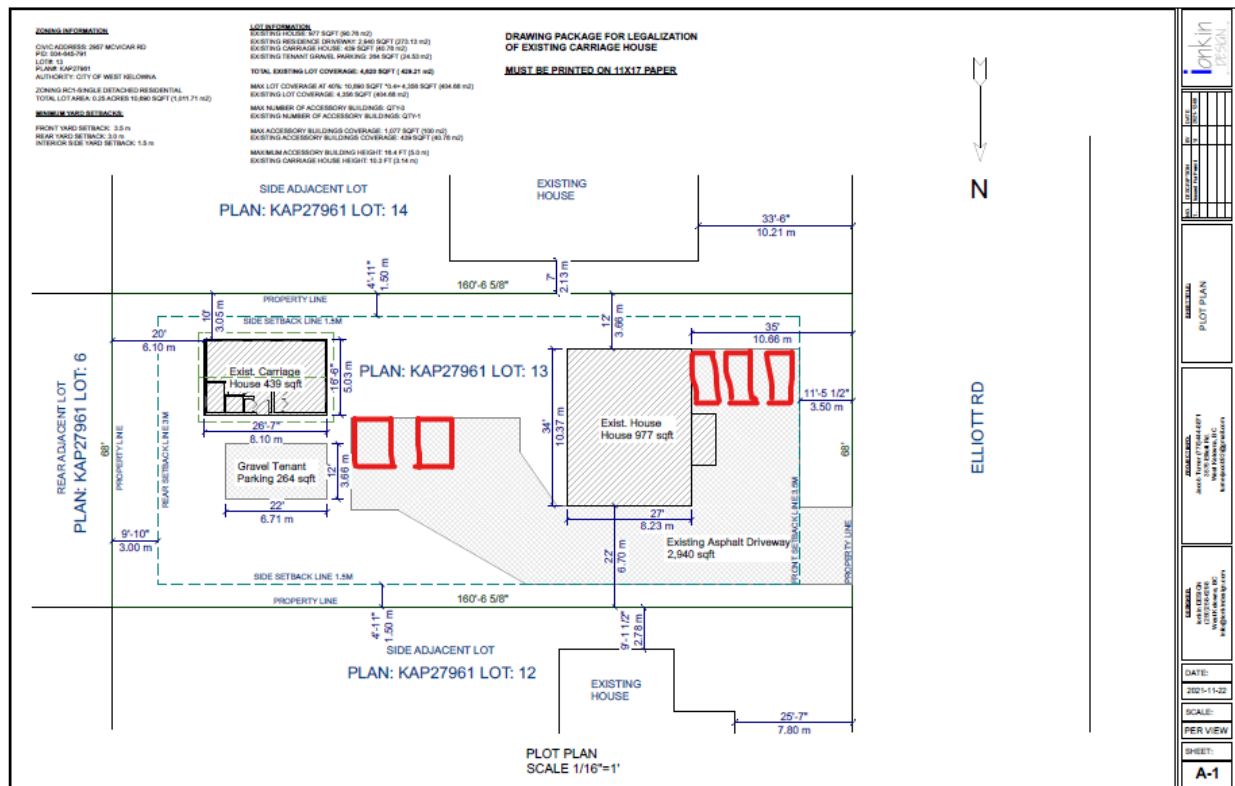 ZONING INFORMATION
CIVIC ADDRESS: 2957 MCVICAR RD
PID: 004-645-791
LOT#: 13
PLAN#: KAP27961
AUTHORITY: CITY OF WEST KELOWNA
ZONING RC1-SINGLE DETACHED RESIDENTIAL
TOTAL LOT AREA: 0.25 ACRES 10,890 SQFT (1,011.71 m2)
MINIMUM YARD SETBACKS:
FRONT YARD SETBACK: 3.5 m
REAR YARD SETBACK: 3.0 m
INTERIOR SIDE YARD SETBACK: 1.5 m
LOT INFORMATION
EXISTING HOUSE: 977 SQFT (90.76 m2)
EXISTING RESIDENCE DRIVEWAY: 2,940 SQFT (273.13 m2)
EXISTING CARRIAGE HOUSE: 439 SQFT (40.78 m2)
EXISTING TENANT GRAVEL PARKING: 264 SQFT (24.53 m2)
TOTAL EXISTING LOT COVERAGE: 4,620 SQFT ( 429.21 m2)
MAX LOT COVERAGE AT 40%: 10,890 SQFT *0.4= 4,356 SQFT (404.68 m2)
EXISTING LOT COVERAGE: 4,356 SQFT (404.68 m2)
MAX NUMBER OF ACCESSORY BUILDINGS: QTY-3
EXISTING NUMBER OF ACCESSORY BUILDINGS: QTY-1
MAX ACCESSORY BUILDINGS COVERAGE: 1,077 SQFT (100 m2)
EXISTING ACCESSORY BUILDINGS COVERAGE: 439 SQFT (40.78 m2)
MAXIMUM ACCESSORY BUILDING HEIGHT: 16.4 FT (5.0 m)
EXISTING CARRIAGE HOUSE HEIGHT: 10.3 FT (3.14 m)
DRAWING PACKAGE FOR LEGALIZATION
OF EXISTING CARRIAGE HOUSE
MUST BE PRINTED ON 11X17 PAPER
N
SIDE ADJACENT LOT
PLAN: KAP27961 LOT: 14
EXISTING
HOUSE
33'-6"
10.21 m
7'
2.13 m
4'-11"
1.50 m
160'-6 5/8"
PROPERTY LINE
SIDE SETBACK LINE 1.5M
10'
3.05 m
12'
3.66 m
20'
6.10 m
35'
10.66 m
REAR ADJACENT LOT
PLAN: KAP27961 LOT: 6
PROPERTY LINE
68'
REAR SETBACK LINE 3M
Exist. Carriage
House 439 sqft
16'-6"
5.03 m
26'-7"
8.10 m
PLAN: KAP27961 LOT: 13
Gravel Tenant
Parking 264 sqft
12'
3.66 m
22'
6.71 m
34'
10.37 m
Exist. House
House 977 sqft
27'
8.23 m
11'-5 1/2"
3.50 m
68'
ELLIOTT RD
9'-10"
3.00 m
22'
6.70 m
Existing Asphalt Driveway
2,940 sqft
FRONT SETBACK LINE 3.5M
PROPERTY LINE
SIDE SETBACK LINE 1.5M
PROPERTY LINE
160'-6 5/8"
4'-11"
1.50 m
9'-1 1/2"
2.78 m
SIDE ADJACENT LOT
PLAN: KAP27961 LOT: 12
EXISTING
HOUSE
25'-7"
7.80 m
PLOT PLAN
SCALE 1/16"=1'
ionkin
DESIGN
NO.
DESCRIPTION
BY
DATE
PLOT PLAN
DATE:
2021-11-22
SCALE:
PER VIEW
SHEET:
A-1